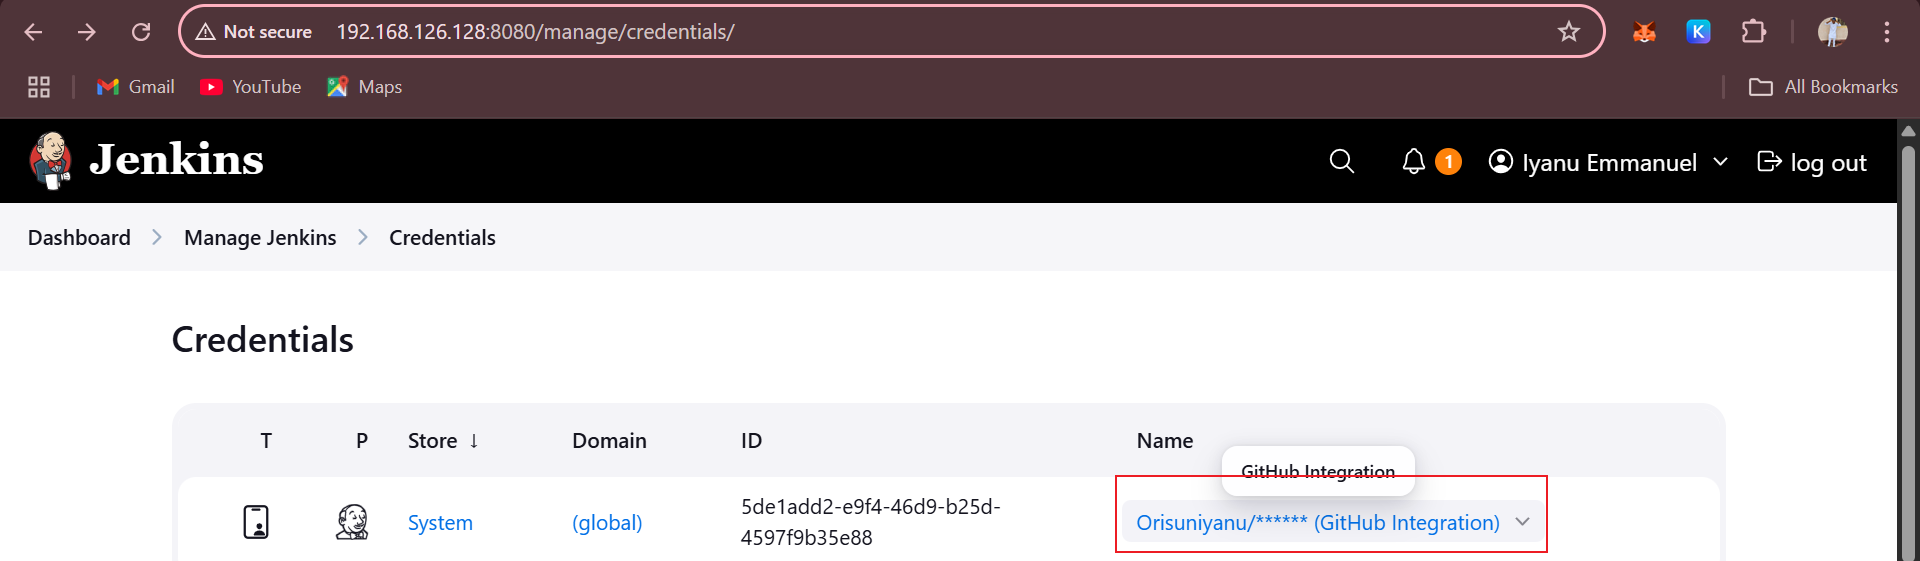 Not secure 192.168.126.128:8080/manage/credentials/ K
Gmail YouTube Maps All Bookmarks
Jenkins 1 Iyanu Emmanuel log out
Dashboard Manage Jenkins Credentials
Credentials
T P Store ↓ Domain ID Name
GitHub Integration
System (global) 5de1add2-e9f4-46d9-b25d-
4597f9b35e88
Orisuniyanu/****** (GitHub Integration)